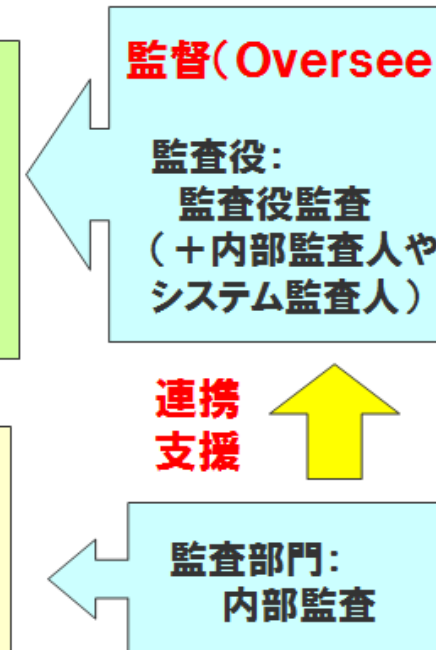 監督(Oversee
監査役:
監査役監査
(+内部監査人や
システム監査人)
連携
支援
監査部門:
内部監査